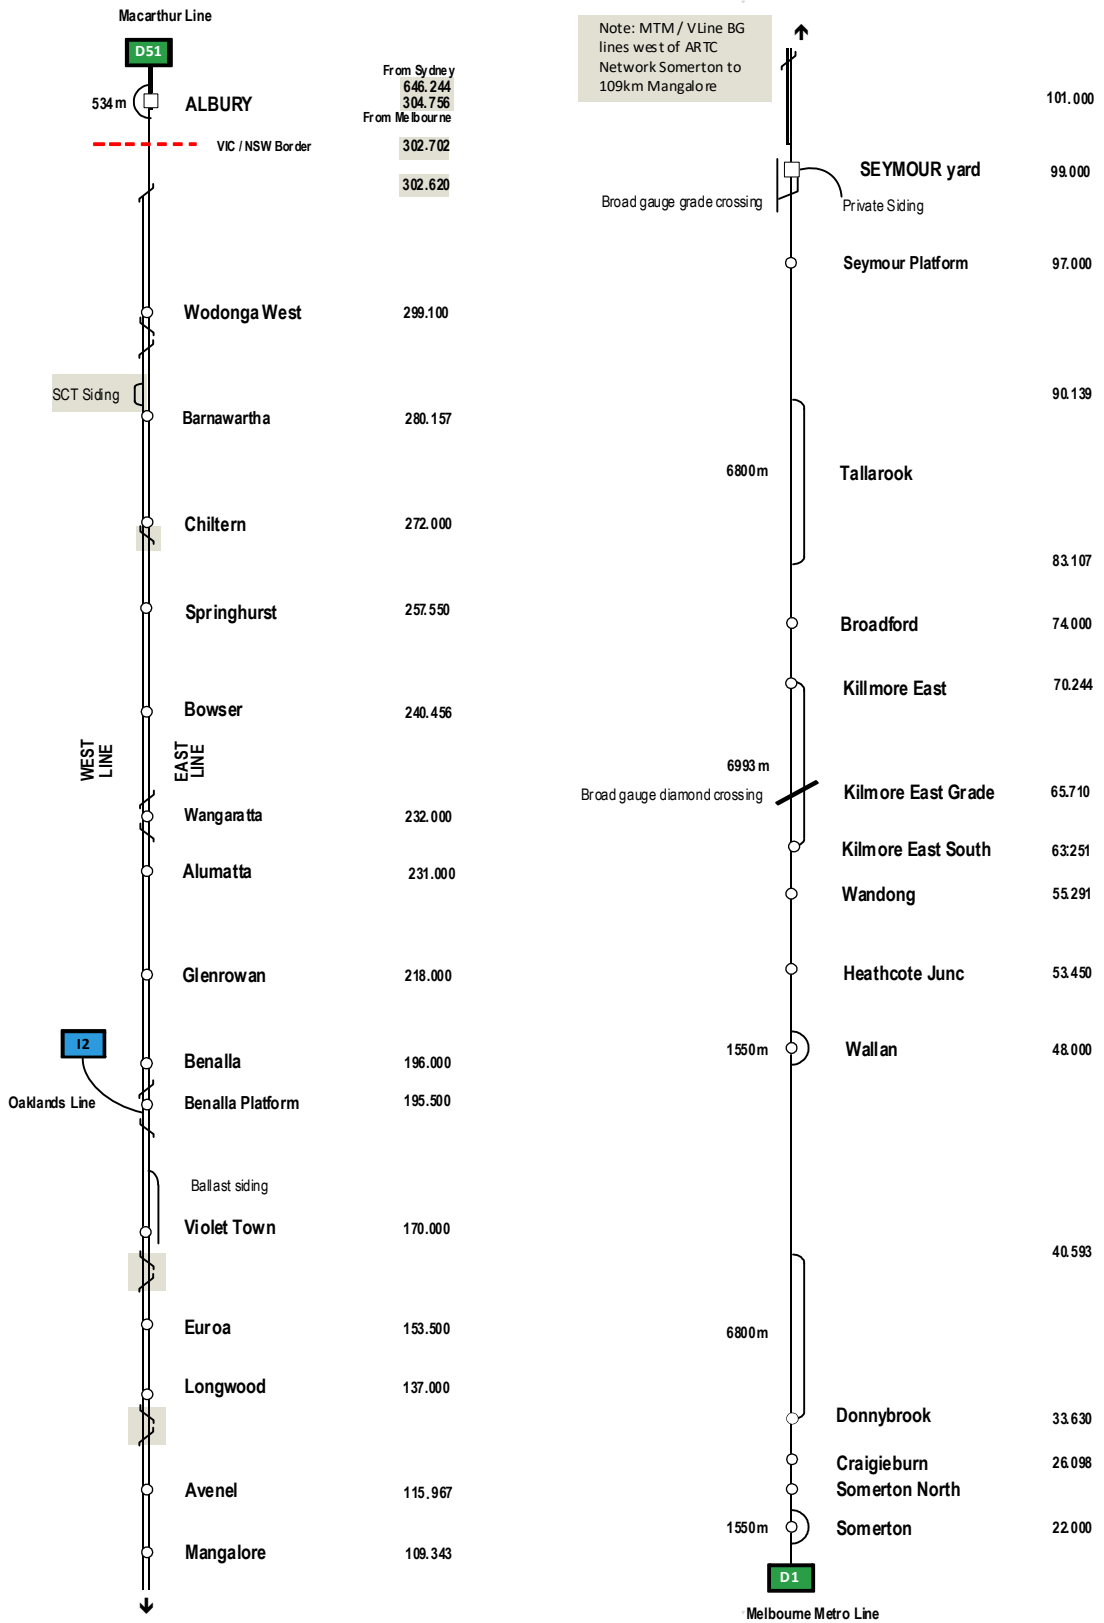 Macarthur Line
D51
From Sydney
646.244
534m
ALBURY
304.756
From Melbourne
VIC / NSW Border
302.702
302.620
Wodonga West
299.100
SCT Siding
Barnawartha
280.157
Chiltern
272.000
Springhurst
257.550
Bowser
240.456
WEST
LINE
EAST
LINE
Wangaratta
232.000
Alumatta
231.000
Glenrowan
218.000
I2
Benalla
196.000
Oaklands Line
Benalla Platform
195.500
Ballast siding
Violet Town
170.000
Euroa
153.500
Longwood
137.000
Avenel
115.967
Mangalore
109.343
Note: MTM / VLine BG
lines west of ARTC
Network Somerton to
109km Mangalore
101.000
SEYMOUR yard
99.000
Broad gauge grade crossing
Private Siding
Seymour Platform
97.000
90.139
6800m
Tallarook
83.107
Broadford
74.000
Killmore East
70.244
6993 m
Broad gauge diamond crossing
Kilmore East Grade
65.710
Kilmore East South
63.251
Wandong
55.291
Heathcote Junc
53.450
1550m
Wallan
48.000
40.593
6800m
Donnybrook
33.630
Craigieburn
26.098
Somerton North
1550m
Somerton
22.000
D1
Melbourne Metro Line